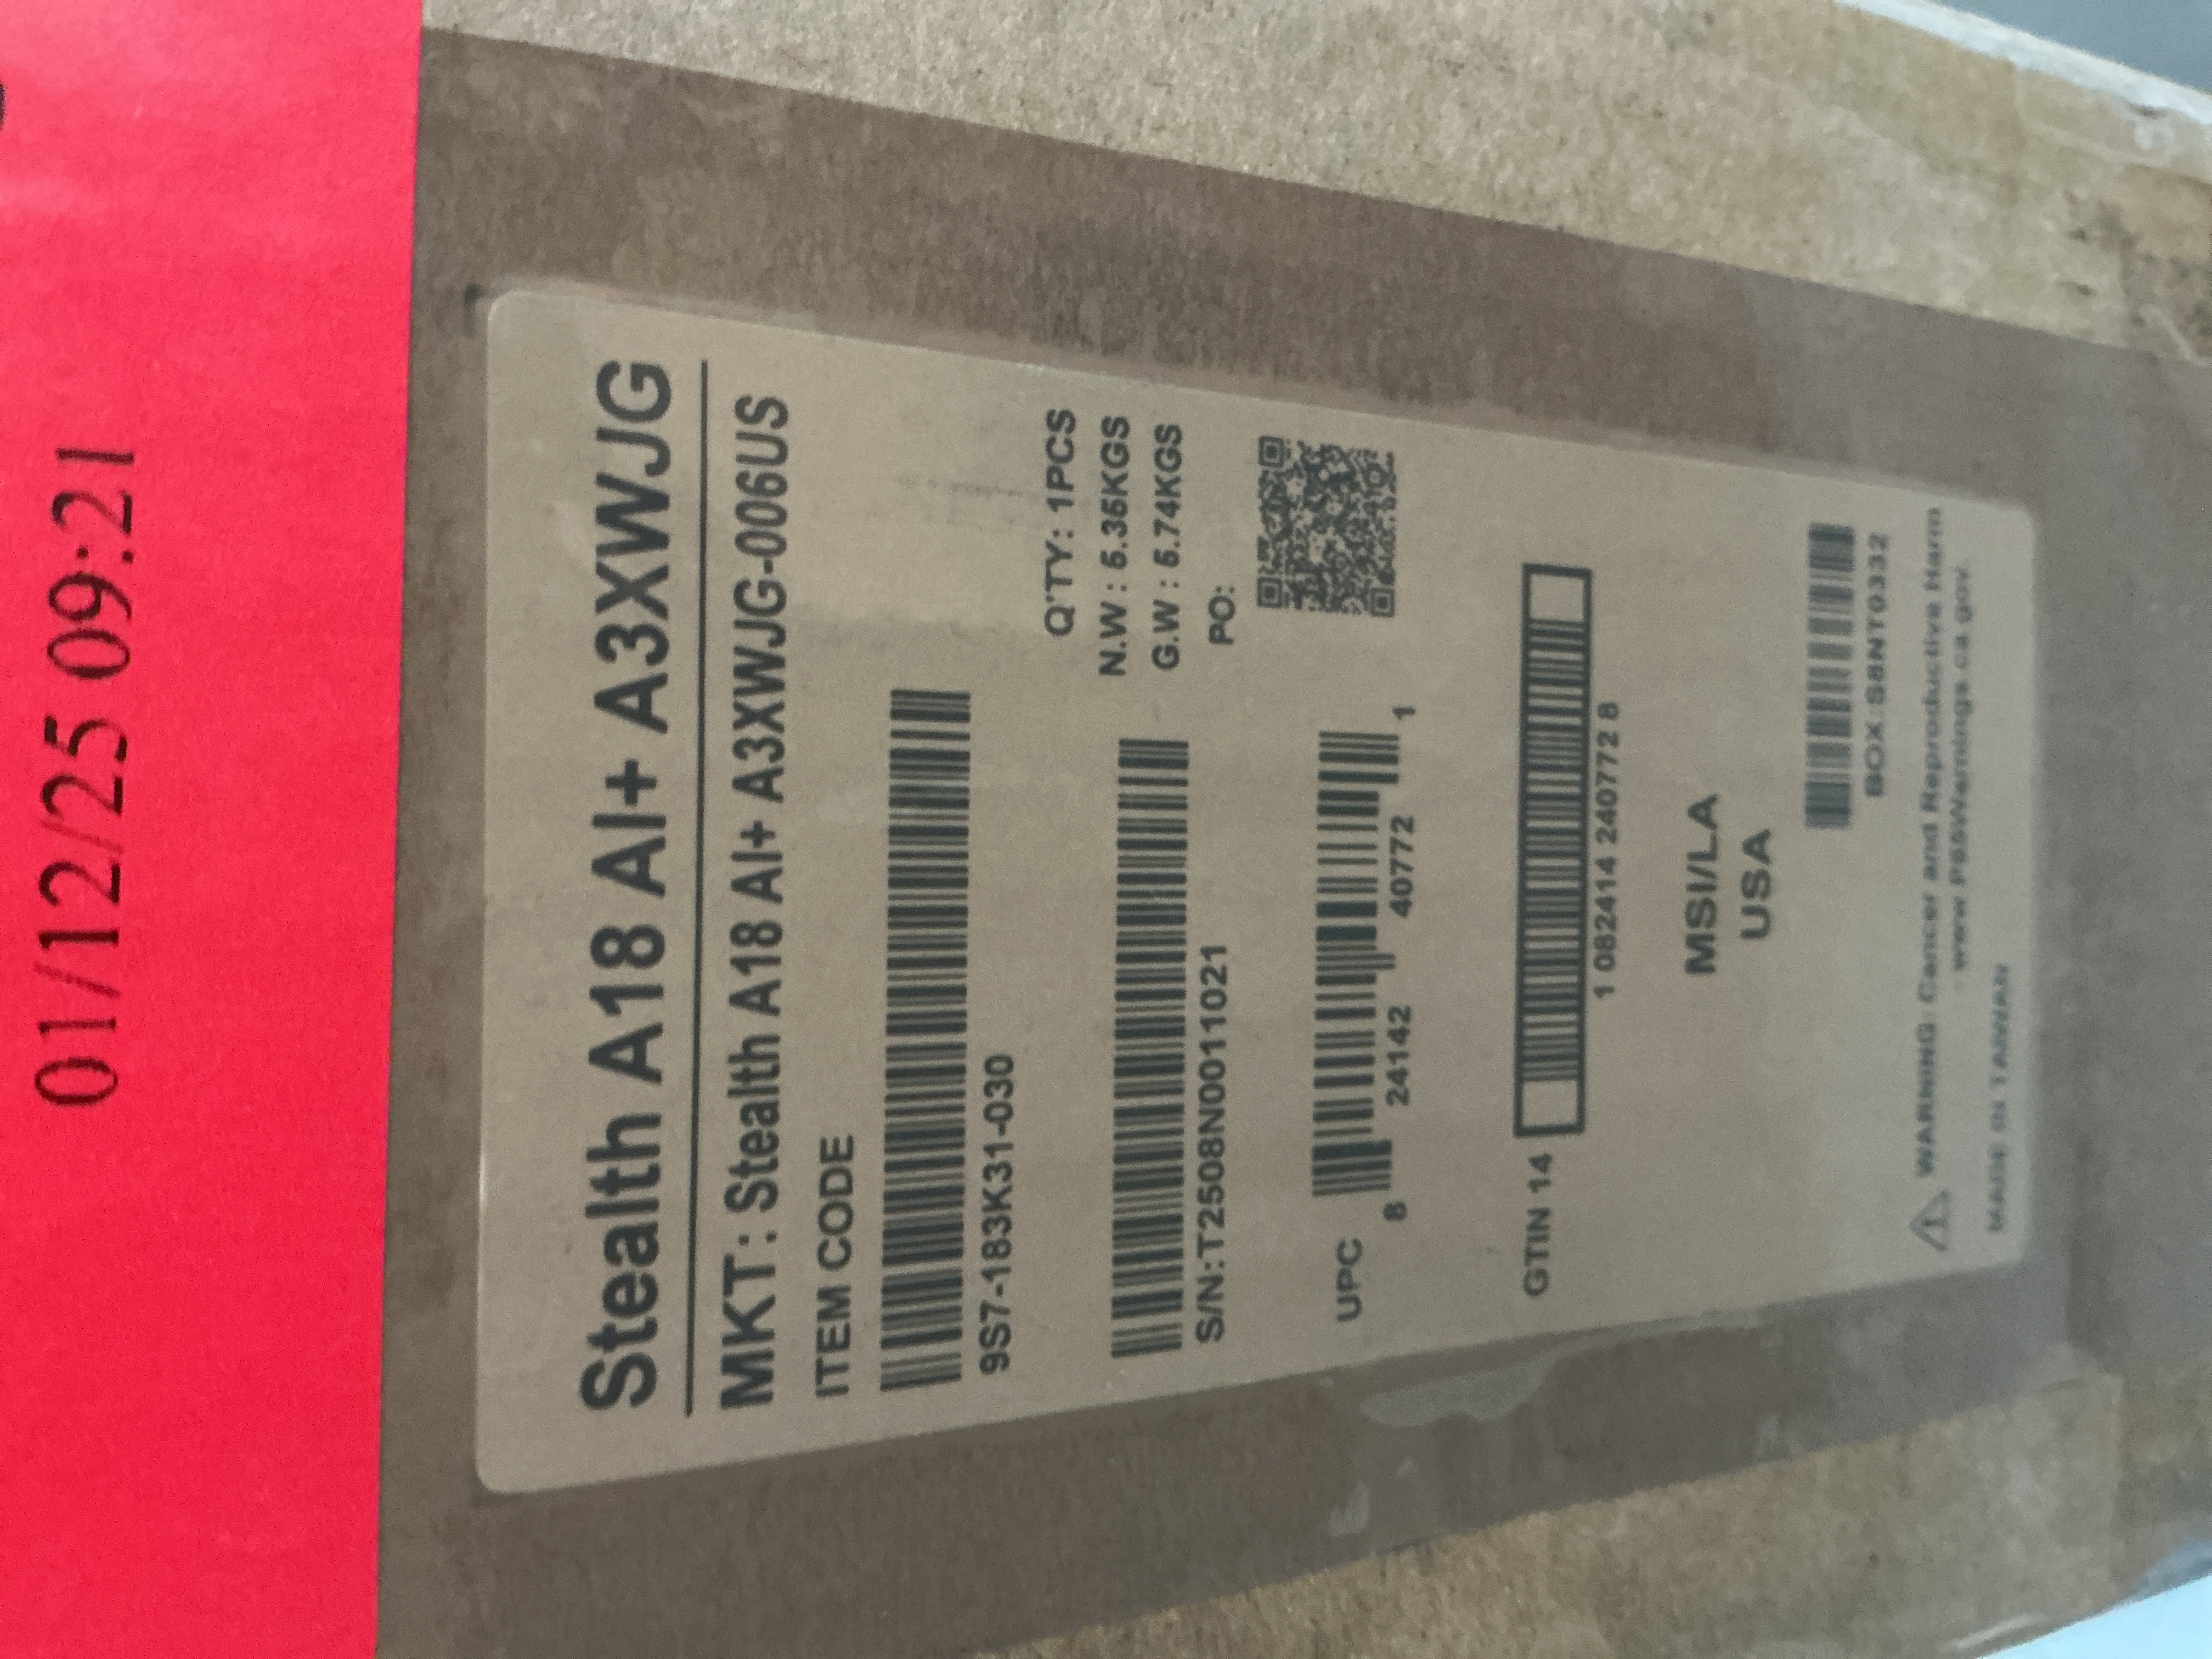 01/12/25 09:21
Stealth A18 AI+ A3XWJG
MKT: Stealth A18 AI+ A3XWJG-006US
ITEM CODE
9S7-183K31-030
Q'TY: 1PCS
N.W : 5.35KGS
G.W : 5.74KGS
PO:
S/N:T2508N0011021
UPC
8 24142 40772 1
GTIN 14
1 082414 240772 8
MSI/LA
USA
BOX:S8NT0332
WARNING: Cancer and Reproductive Harm
www.P65Warnings.ca.gov.
MADE IN TAIWAN